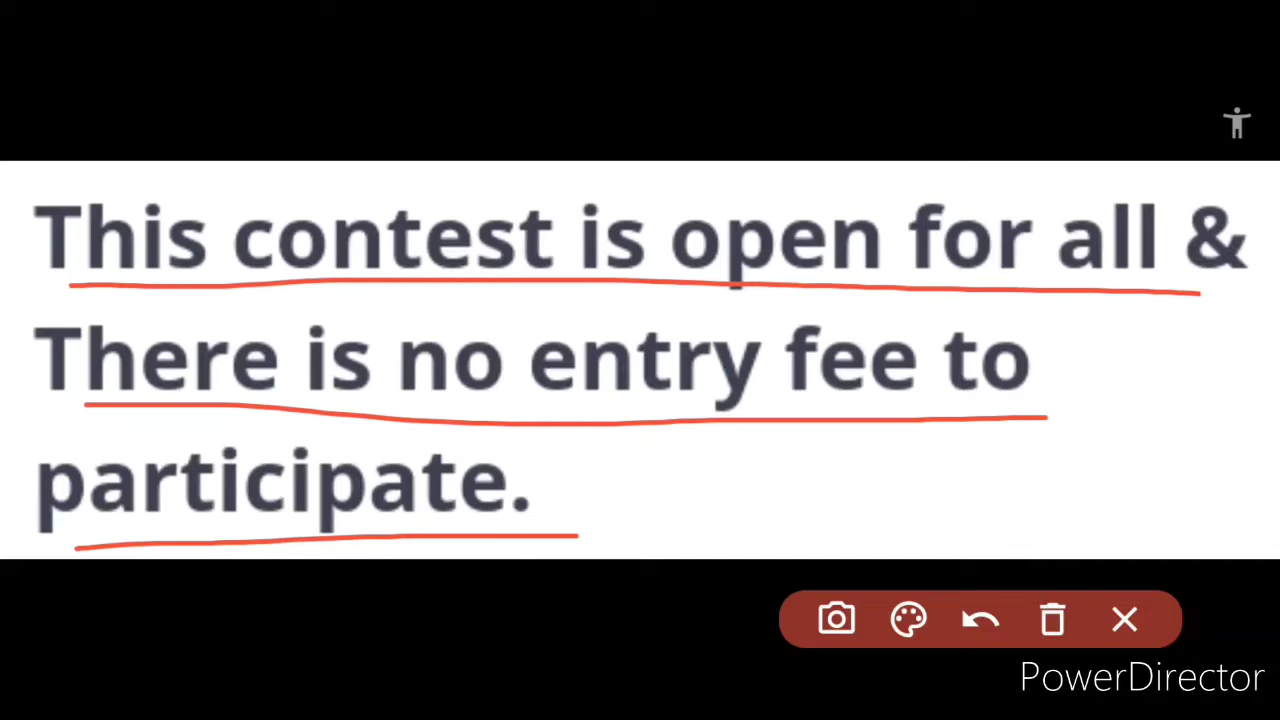 This contest is open for all &
There is no entry fee to
participate.
PowerDirector